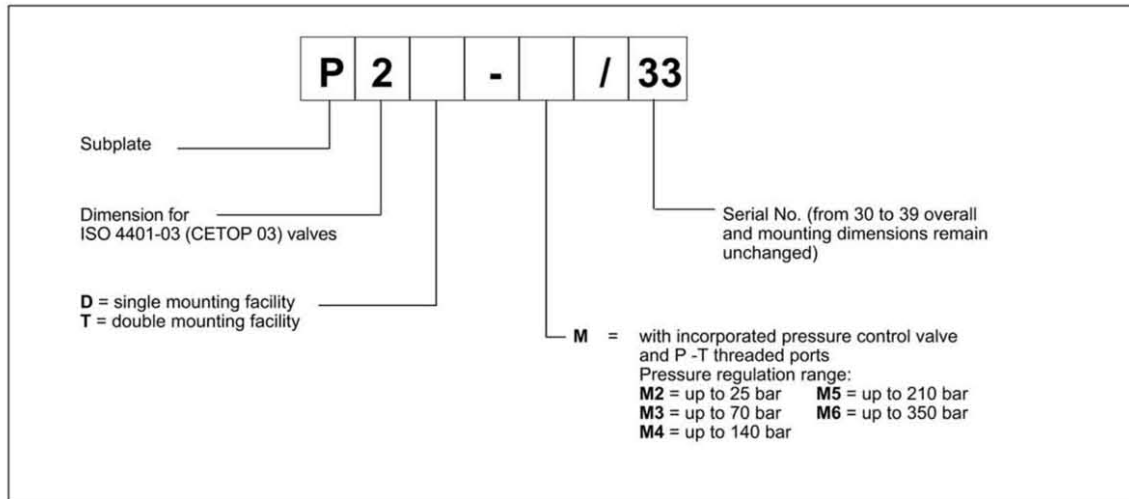 P 2 - / 33
Subplate
Dimension for
ISO 4401-03 (CETOP 03) valves
Serial No. (from 30 to 39 overall
and mounting dimensions remain
unchanged)
D = single mounting facility
T = double mounting facility
M = with incorporated pressure control valve
and P -T threaded ports
Pressure regulation range:
M2 = up to 25 bar M5 = up to 210 bar
M3 = up to 70 bar M6 = up to 350 bar
M4 = up to 140 bar